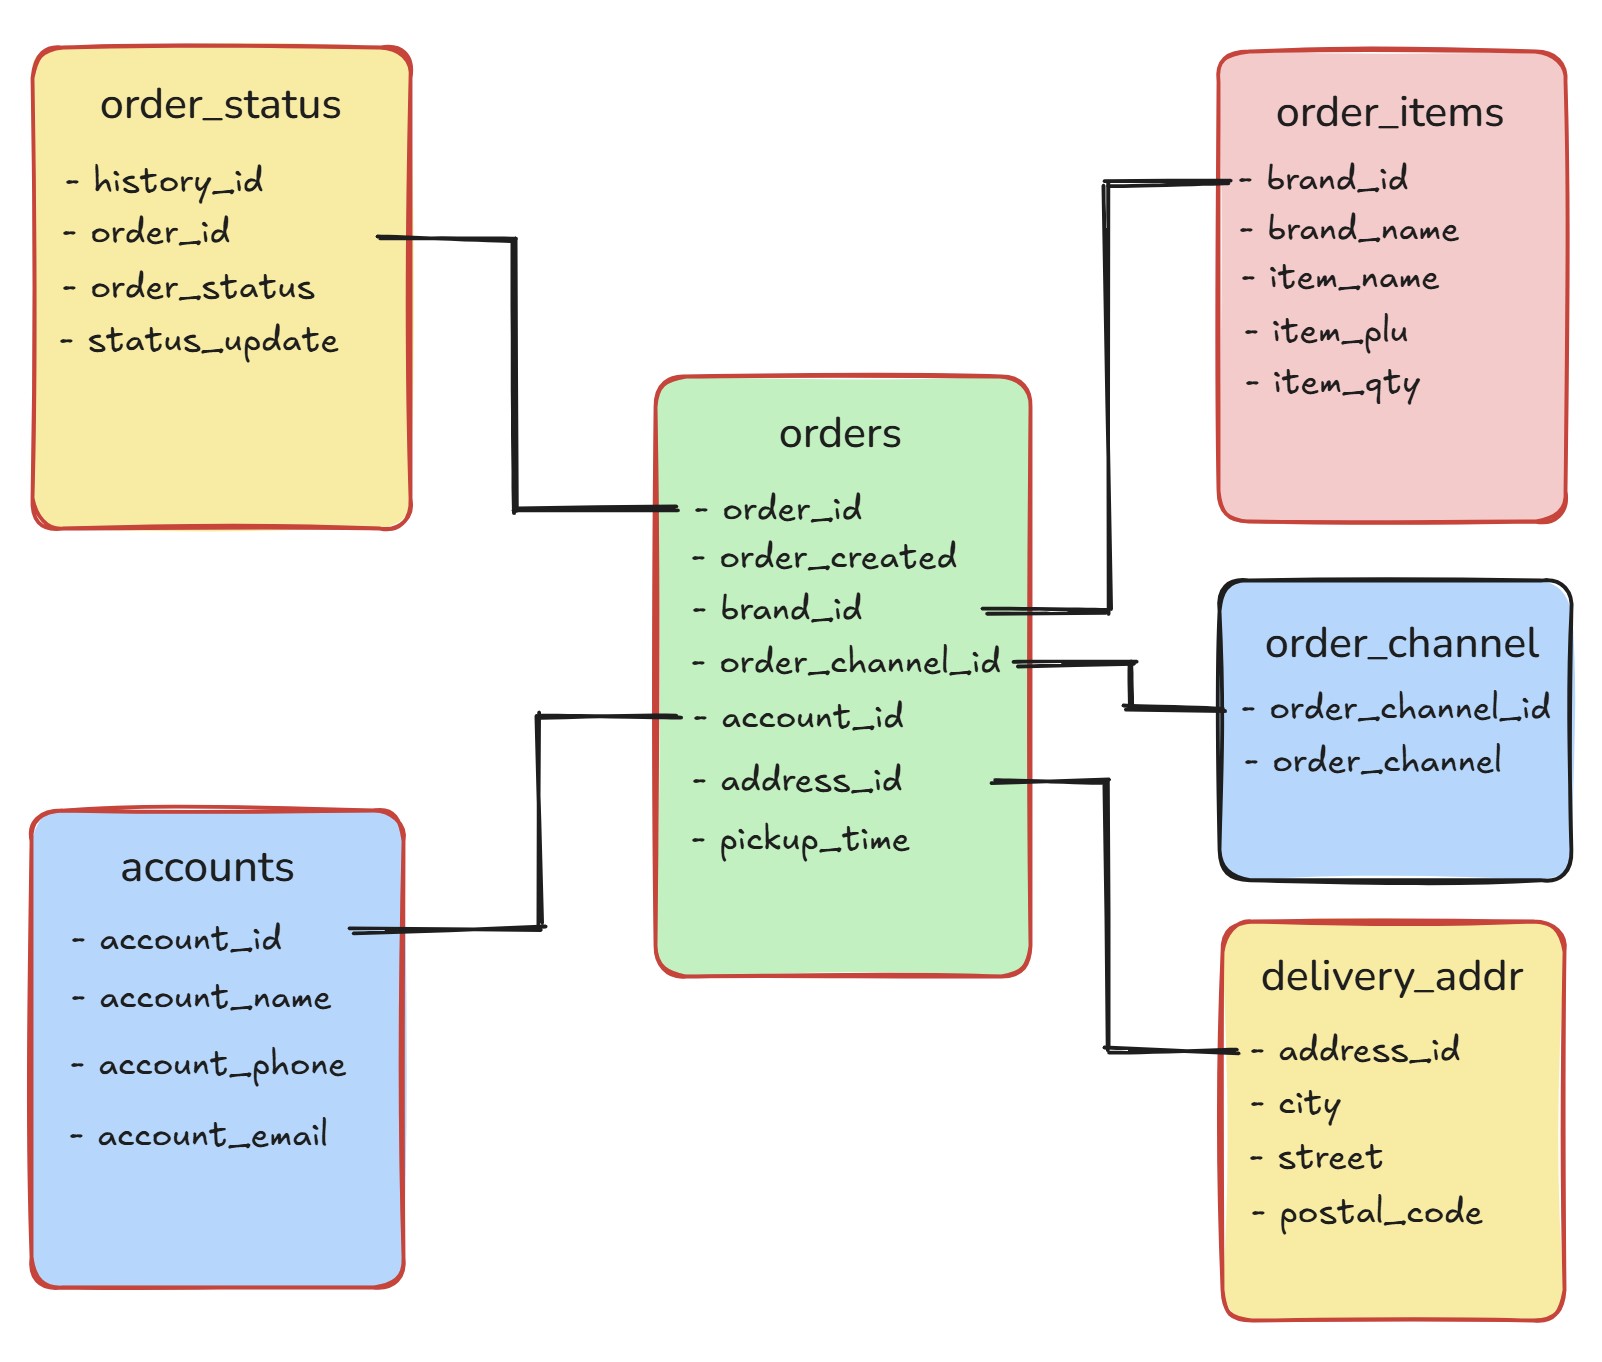 order_status
- history_id
- order_id
- order_status
- status_update
order_items
- brand_id
- brand_name
- item_name
- item_plu
- item_qty
orders
- order_id
- order_created
- brand_id
- order_channel_id
- account_id
- address_id
- pickup_time
order_channel
- order_channel_id
- order_channel
accounts
- account_id
- account_name
- account_phone
- account_email
delivery_addr
- address_id
- city
- street
- postal_code